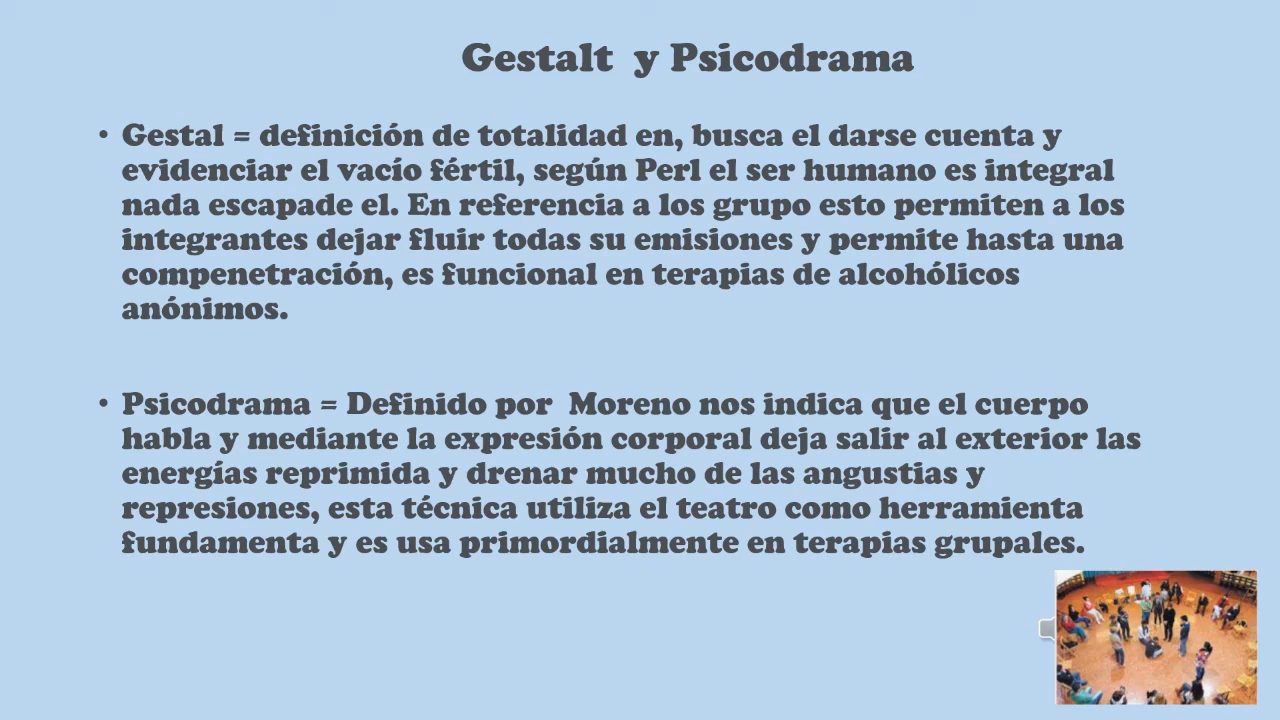 Gestalt y Psicodrama
• Gestal = definición de totalidad en, busca el darse cuenta y
evidenciar el vacío fértil, según Perl el ser humano es integral
nada escapade el. En referencia a los grupo esto permiten a los
integrantes dejar fluir todas su emisiones y permite hasta una
compenetración, es funcional en terapias de alcohólicos
anónimos.
• Psicodrama = Definido por Moreno nos indica que el cuerpo
habla y mediante la expresión corporal deja salir al exterior las
energías reprimida y drenar mucho de las angustias y
represiones, esta técnica utiliza el teatro como herramienta
fundamenta y es usa primordialmente en terapias grupales.